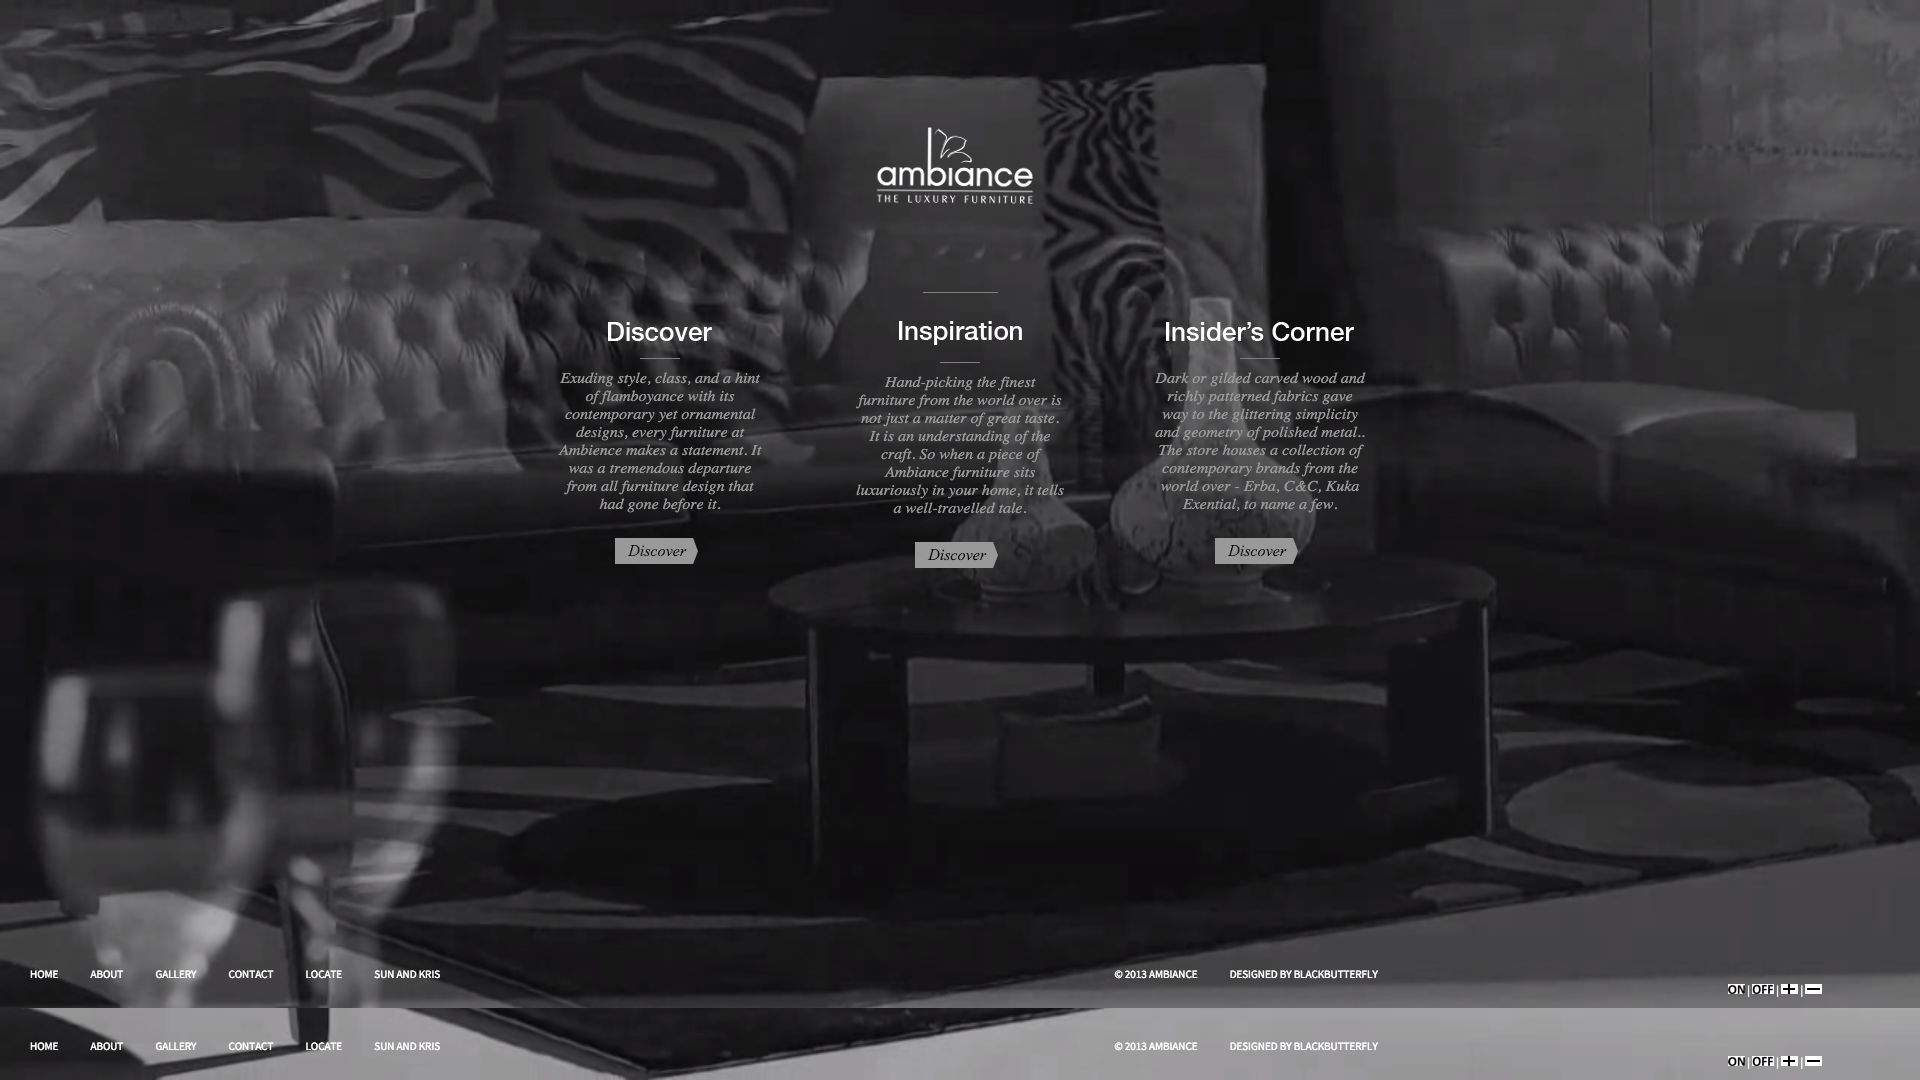 ambiance
THE LUXURY FURNITURE
Discover
Exuding style, class, and a hint
of flamboyance with its
contemporary yet ornamental
designs, every furniture at
Ambience makes a statement. It
was a tremendous departure
from all furniture design that
had gone before it.
Discover
Inspiration
Hand-picking the finest
furniture from the world over is
not just a matter of great taste.
It is an understanding of the
craft. So when a piece of
Ambiance furniture sits
luxuriously in your home, it tells
a well-travelled tale.
Discover
Insider’s Corner
Dark or gilded carved wood and
richly patterned fabrics gave
way to the glittering simplicity
and geometry of polished metal..
The store houses a collection of
contemporary brands from the
world over - Erba, C&C, Kuka
Exential, to name a few.
Discover
HOME ABOUT GALLERY CONTACT LOCATE SUN AND KRIS © 2013 AMBIANCE DESIGNED BY BLACKBUTTERFLY
ON | OFF | + | −
HOME ABOUT GALLERY CONTACT LOCATE SUN AND KRIS © 2013 AMBIANCE DESIGNED BY BLACKBUTTERFLY
ON | OFF | + | −